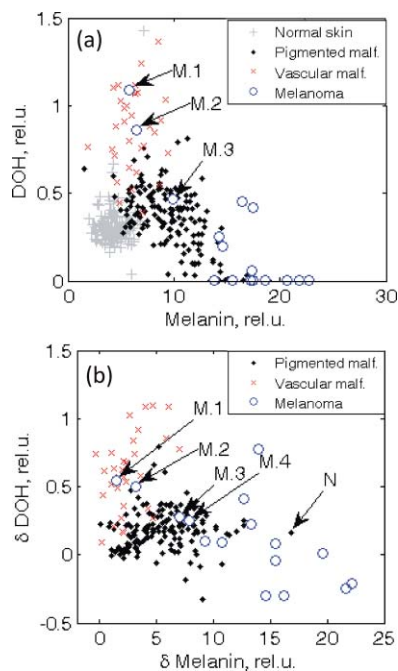 (a)
Normal skin
Pigmented malf.
Vascular malf.
Melanoma
M.1
M.2
M.3
DOH, rel.u.
1.5
1
0.5
0
0
10
20
30
Melanin, rel.u.
(b)
Pigmented malf.
Vascular malf.
Melanoma
M.1
M.2
M.3
M.4
N
δ DOH, rel.u.
1.5
1
0.5
0
-0.5
0
5
10
15
20
25
δ Melanin, rel.u.